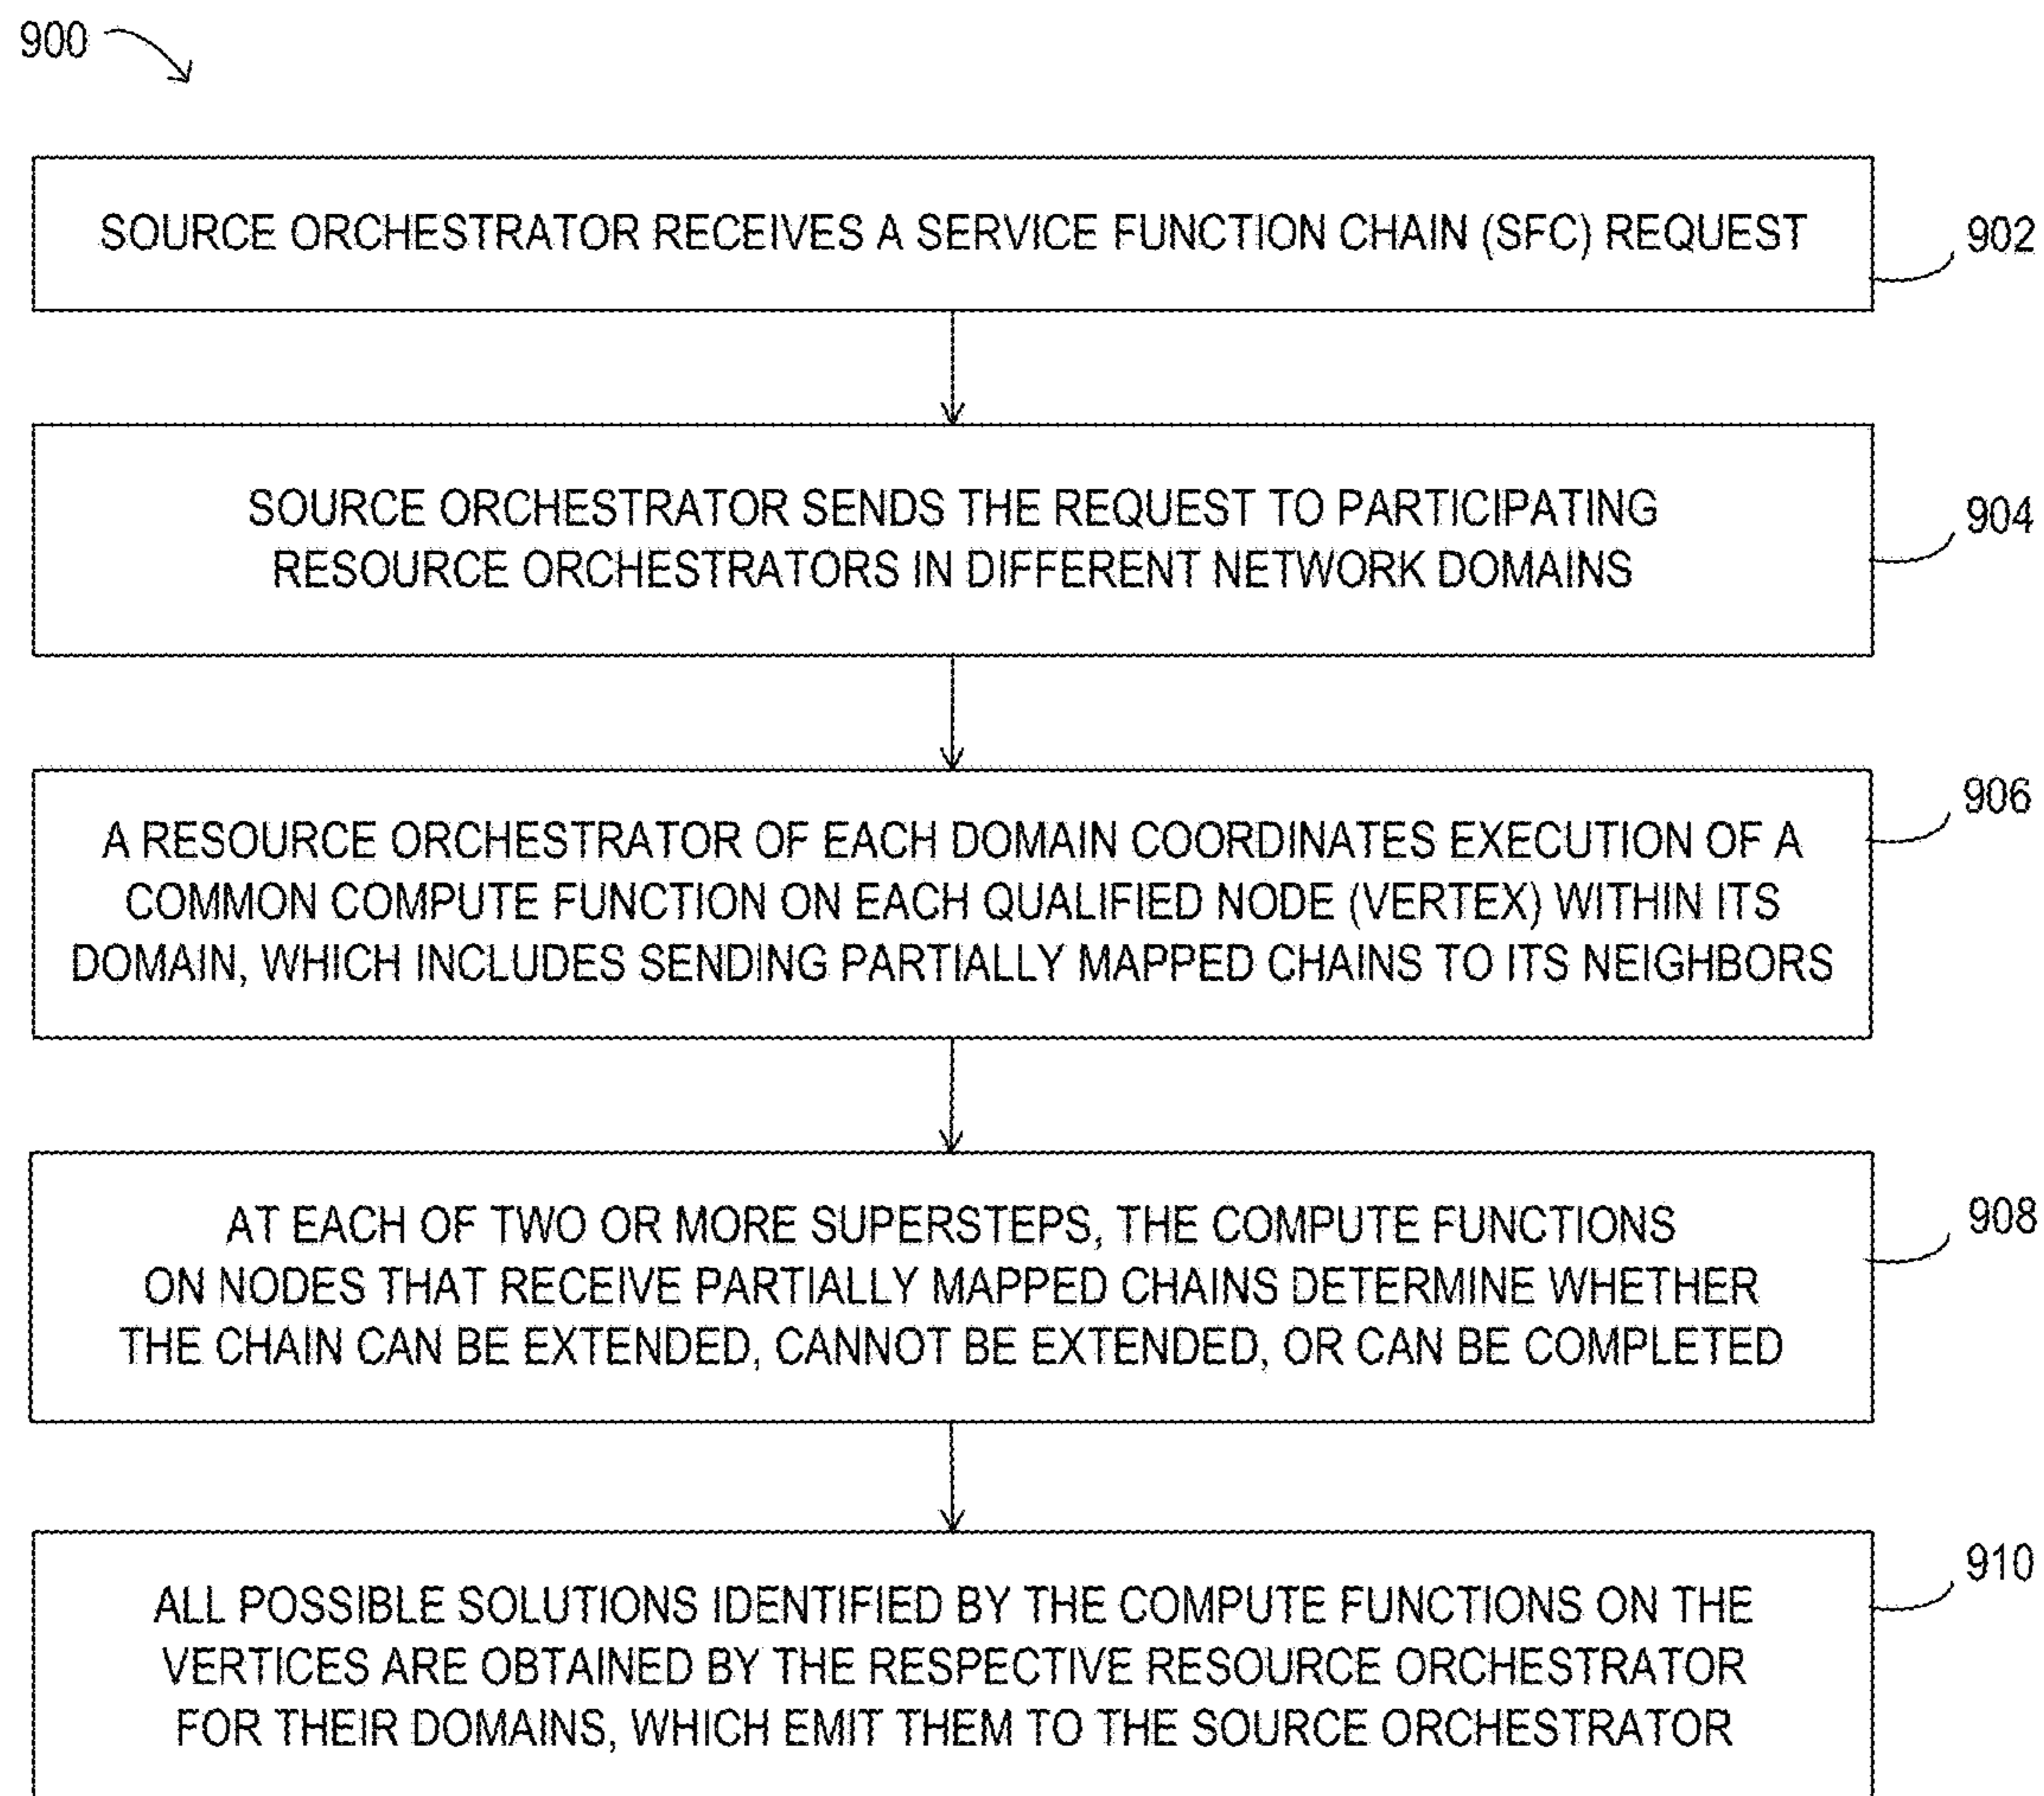 900
SOURCE ORCHESTRATOR RECEIVES A SERVICE FUNCTION CHAIN (SFC) REQUEST
902
SOURCE ORCHESTRATOR SENDS THE REQUEST TO PARTICIPATING
RESOURCE ORCHESTRATORS IN DIFFERENT NETWORK DOMAINS
904
A RESOURCE ORCHESTRATOR OF EACH DOMAIN COORDINATES EXECUTION OF A
COMMON COMPUTE FUNCTION ON EACH QUALIFIED NODE (VERTEX) WITHIN ITS
DOMAIN, WHICH INCLUDES SENDING PARTIALLY MAPPED CHAINS TO ITS NEIGHBORS
906
AT EACH OF TWO OR MORE SUPERSTEPS, THE COMPUTE FUNCTIONS
ON NODES THAT RECEIVE PARTIALLY MAPPED CHAINS DETERMINE WHETHER
THE CHAIN CAN BE EXTENDED, CANNOT BE EXTENDED, OR CAN BE COMPLETED
908
ALL POSSIBLE SOLUTIONS IDENTIFIED BY THE COMPUTE FUNCTIONS ON THE
VERTICES ARE OBTAINED BY THE RESPECTIVE RESOURCE ORCHESTRATOR
FOR THEIR DOMAINS, WHICH EMIT THEM TO THE SOURCE ORCHESTRATOR
910